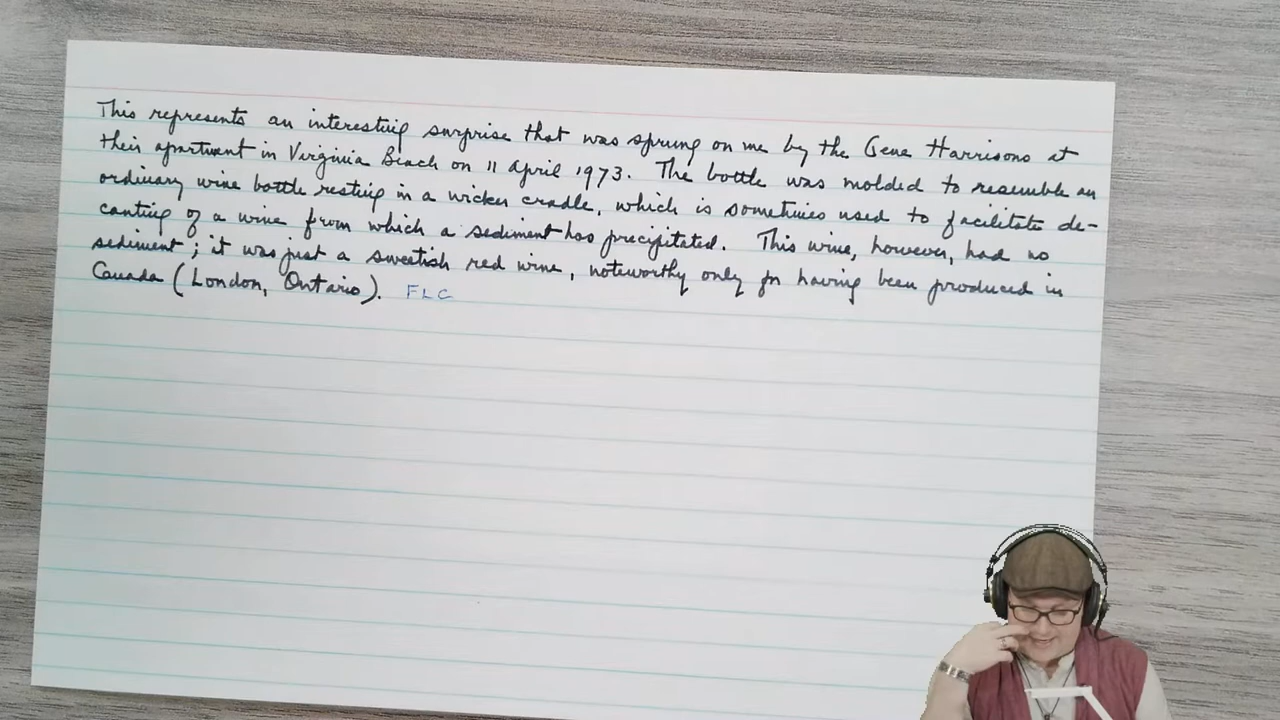 This represents an interesting surprise that was sprung on me by the Gene Harrisons at
their apartment in Virginia Beach on 11 April 1973. The bottle was molded to resemble an
ordinary wine bottle resting in a wicker cradle, which is sometimes used to facilitate de-
canting of a wine from which a sediment has precipitated. This wine, however, had no
sediment; it was just a sweetish red wine, noteworthy only for having been produced in
Canada (London, Ontario). FLC